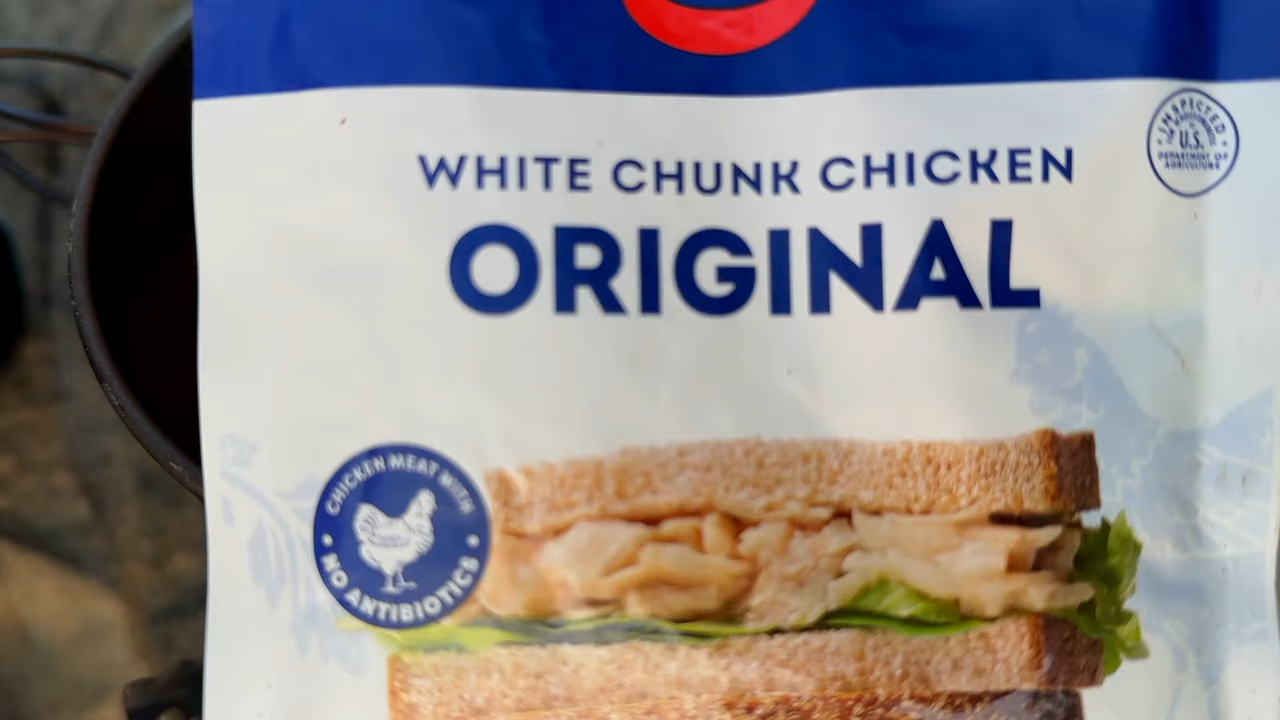 WHITE CHUNK CHICKEN
ORIGINAL
INSPECTED
U.S.
DEPARTMENT OF
AGRICULTURE
CHICKEN MEAT WITH
NO ANTIBIOTICS